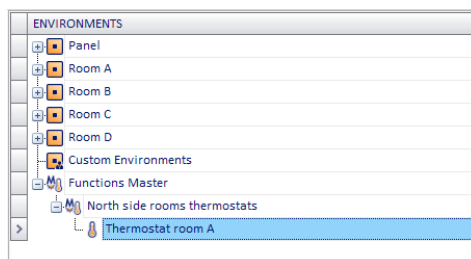 ENVIRONMENTS
Panel
Room A
Room B
Room C
Room D
Custom Environments
Functions Master
North side rooms thermostats
Thermostat room A